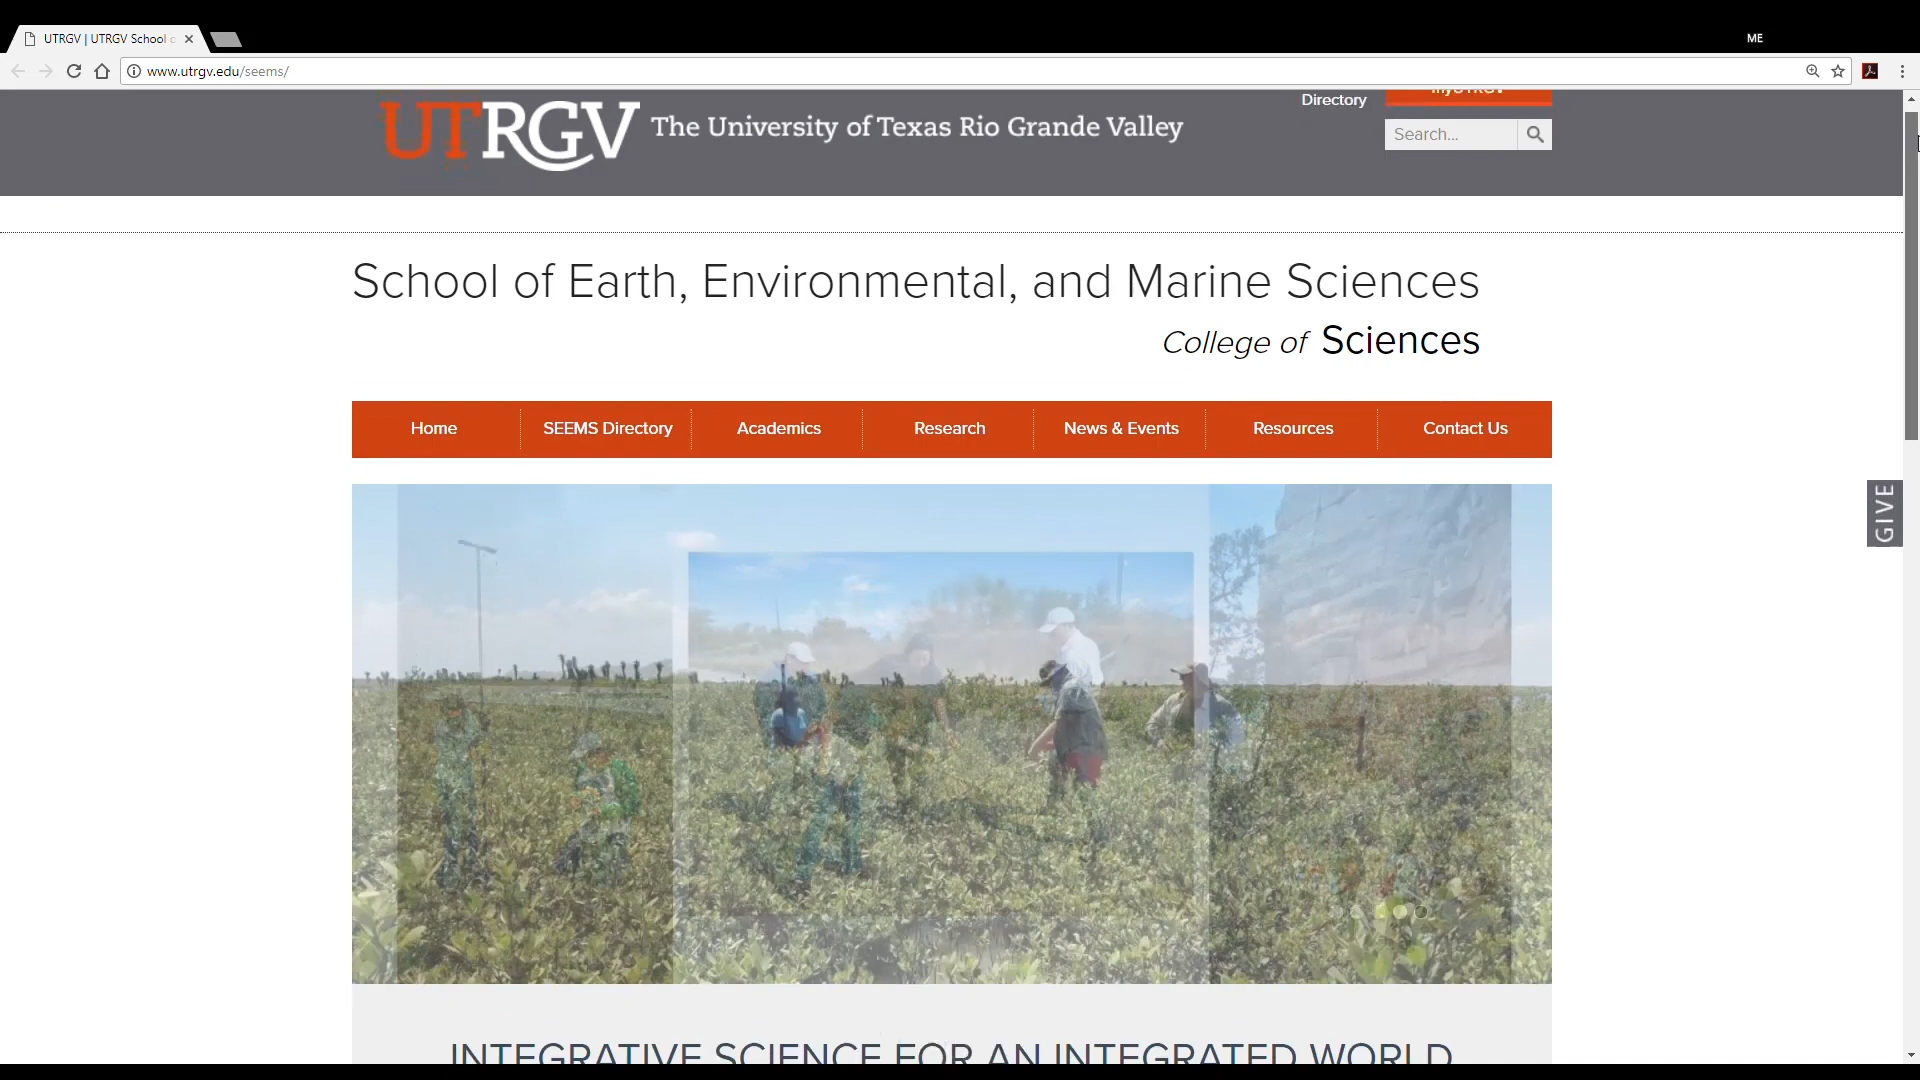 UTRGV | UTRGV School o
ME
www.utrgv.edu/seems/
UTRGV The University of Texas Rio Grande Valley
Directory
myUTRGV
Search...
School of Earth, Environmental, and Marine Sciences
College of Sciences
Home SEEMS Directory Academics Research News & Events Resources Contact Us
GIVE
INTEGRATIVE SCIENCE FOR AN INTEGRATED WORLD